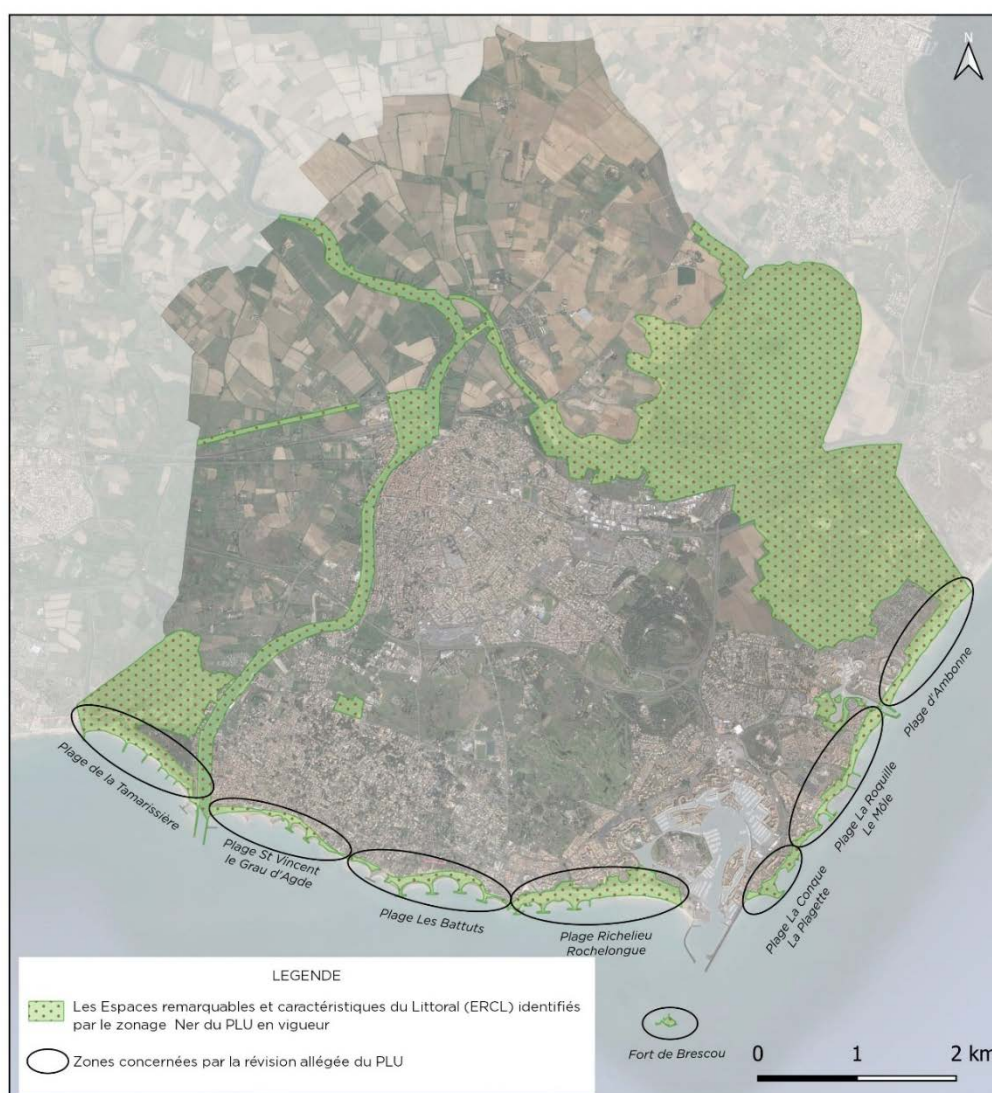 N
Plage d'Ambonne
Plage de la Tamarissière
Plage La Roquille
Le Môle
Plage St Vincent
le Grau d'Agde
Plage La Conque
La Plagette
Plage Les Battuts
Plage Richelieu
Rochelongue
LEGENDE
Les Espaces remarquables et caractéristiques du Littoral (ERCL) identifiés
par le zonage Ner du PLU en vigueur
Zones concernées par la révision allégée du PLU
Fort de Brescou
0 1 2 km